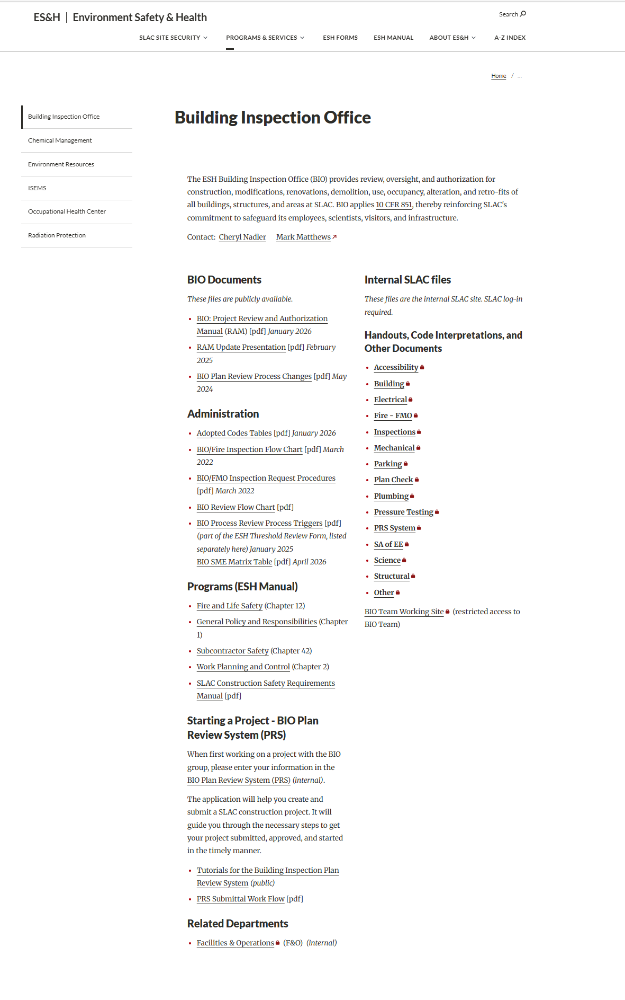 ES&H | Environment Safety & Health
Search
SLAC SITE SECURITY
PROGRAMS & SERVICES
ESH FORMS
ESH MANUAL
ABOUT ES&H
A-Z INDEX
Home / ...
Building Inspection Office
Chemical Management
Environment Resources
ISEMS
Occupational Health Center
Radiation Protection
Building Inspection Office
The ESH Building Inspection Office (BIO) provides review, oversight, and authorization for
construction, modifications, renovations, demolition, use, occupancy, alteration, and retro-fits of
all buildings, structures, and areas at SLAC. BIO applies 10 CFR 851, thereby reinforcing SLAC's
commitment to safeguard its employees, scientists, visitors, and infrastructure.
Contact: Cheryl Nadler Mark Matthews
BIO Documents
These files are publicly available.
BIO: Project Review and Authorization
Manual (RAM) [pdf] January 2026
RAM Update Presentation [pdf] February
2025
BIO Plan Review Process Changes [pdf] May
2024
Administration
Adopted Codes Tables [pdf] January 2026
BIO/Fire Inspection Flow Chart [pdf] March
2022
BIO/FMO Inspection Request Procedures
[pdf] March 2022
BIO Review Flow Chart [pdf]
BIO Process Review Process Triggers [pdf]
(part of the ESH Threshold Review Form, listed
separately here) January 2025
BIO SME Matrix Table [pdf] April 2026
Programs (ESH Manual)
Fire and Life Safety (Chapter 12)
General Policy and Responsibilities (Chapter
1)
Subcontractor Safety (Chapter 42)
Work Planning and Control (Chapter 2)
SLAC Construction Safety Requirements
Manual [pdf]
Starting a Project - BIO Plan
Review System (PRS)
When first working on a project with the BIO
group, please enter your information in the
BIO Plan Review System (PRS) (internal).
The application will help you create and
submit a SLAC construction project. It will
guide you through the necessary steps to get
your project submitted, approved, and started
in the timely manner.
Tutorials for the Building Inspection Plan
Review System (public)
PRS Submittal Work Flow [pdf]
Related Departments
Facilities & Operations (F&O) (internal)
Internal SLAC files
These files are the internal SLAC site. SLAC log-in
required.
Handouts, Code Interpretations, and
Other Documents
Accessibility
Building
Electrical
Fire - FMO
Inspections
Mechanical
Parking
Plan Check
Plumbing
Pressure Testing
PRS System
SA of EE
Science
Structural
Other
BIO Team Working Site (restricted access to
BIO Team)